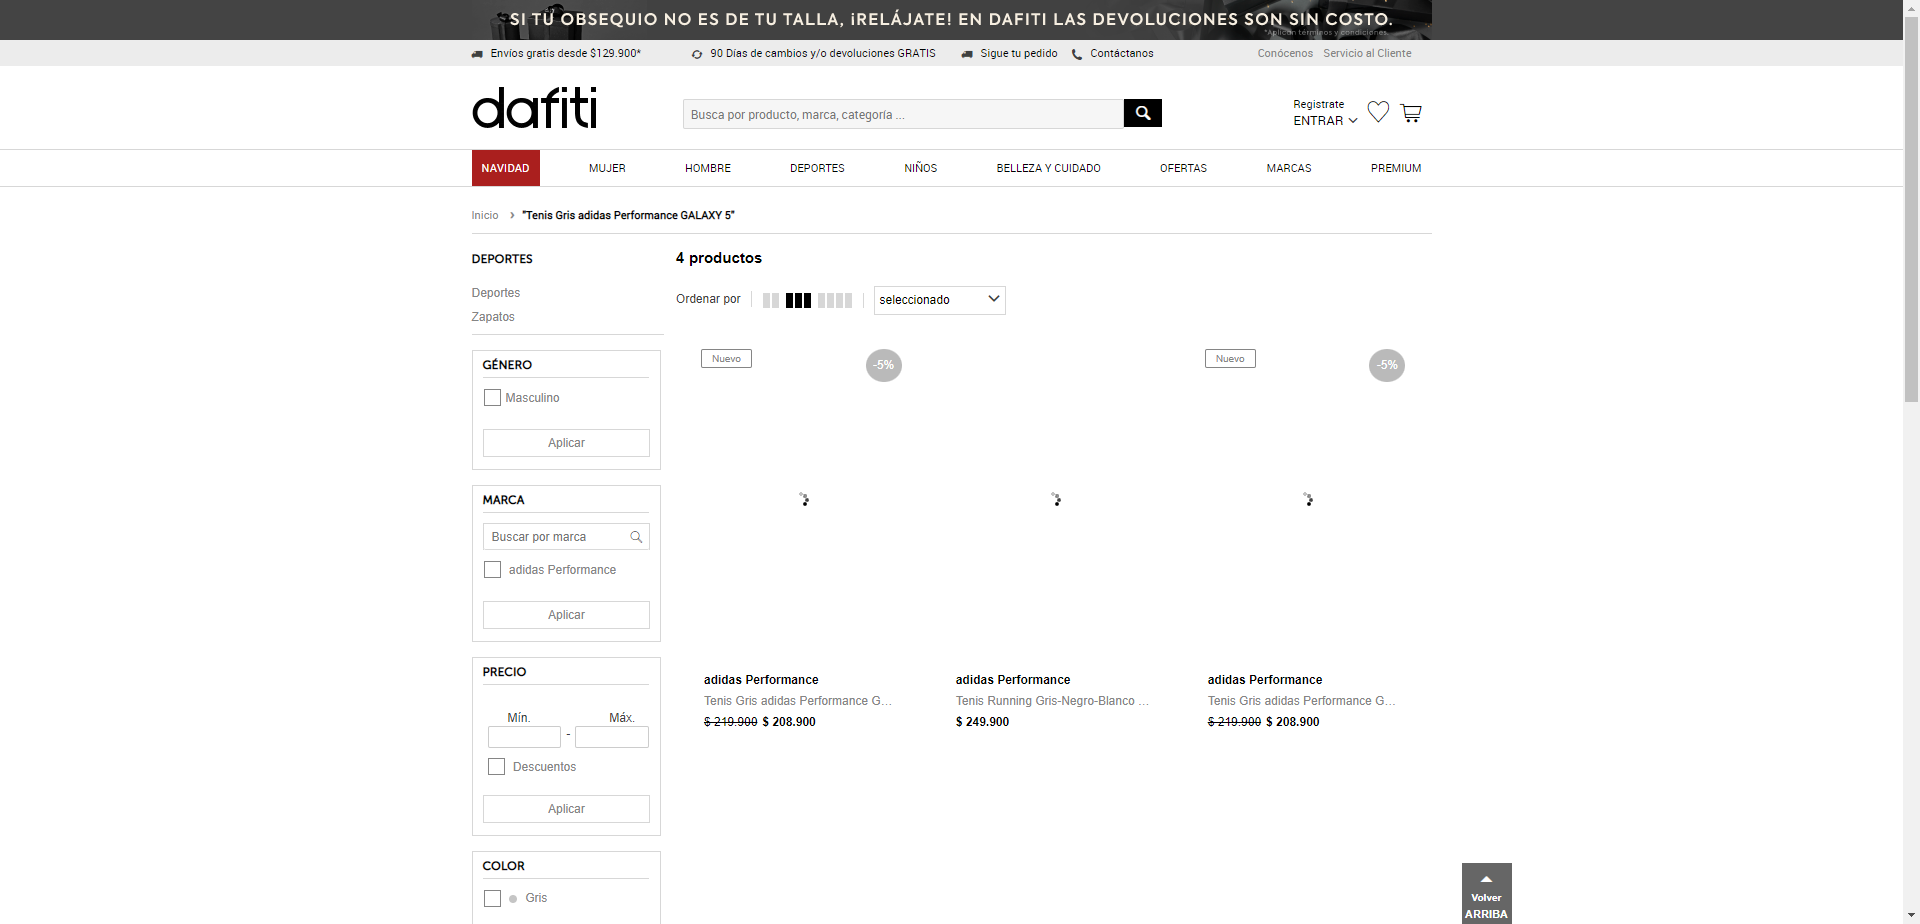 SI TU OBSEQUIO NO ES DE TU TALLA, ¡RELÁJATE! EN DAFITI LAS DEVOLUCIONES SON SIN COSTO.
*Aplican términos y condiciones.
Envíos gratis desde $129.900*
90 Días de cambios y/o devoluciones GRATIS
Sigue tu pedido
Contáctanos
Conócenos
Servicio al Cliente
dafiti
Busca por producto, marca, categoría ...
Registrate
ENTRAR
NAVIDAD
MUJER
HOMBRE
DEPORTES
NIÑOS
BELLEZA Y CUIDADO
OFERTAS
MARCAS
PREMIUM
Inicio › "Tenis Gris adidas Performance GALAXY 5"
DEPORTES
Deportes
Zapatos
GÉNERO
Masculino
Aplicar
MARCA
Buscar por marca
adidas Performance
Aplicar
PRECIO
Mín.
Máx.
-
Descuentos
Aplicar
COLOR
Gris
4 productos
Ordenar por
seleccionado
Nuevo
-5%
Nuevo
-5%
adidas Performance
Tenis Gris adidas Performance G...
$ 219.900 $ 208.900
adidas Performance
Tenis Running Gris-Negro-Blanco ...
$ 249.900
adidas Performance
Tenis Gris adidas Performance G...
$ 219.900 $ 208.900
Volver
ARRIBA